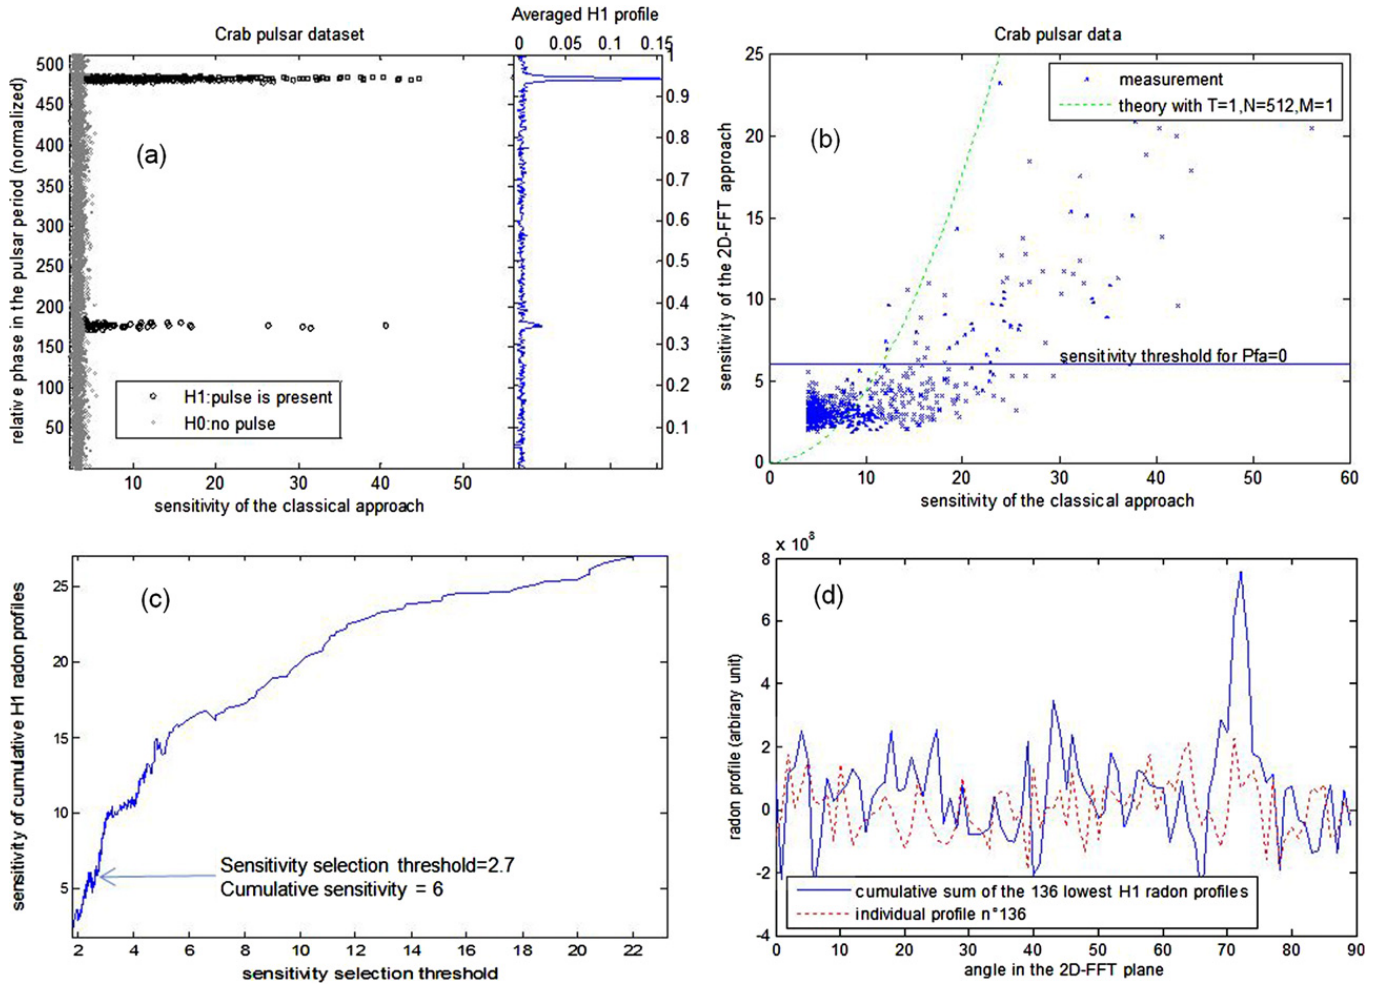 Averaged H1 profile
Crab pulsar dataset
0 0.05 0.1 0.15
1
relative phase in the pulsar period (normalized)
500
450
400
350
300
250
200
150
100
50
(a)
H1:pulse is present
H0:no pulse
0.9
0.8
0.7
0.6
0.5
0.4
0.3
0.2
0.1
10 20 30 40 50
sensitivity of the classical approach
Crab pulsar data
sensitivity of the 2D-FFT approach
25
20
15
10
5
0
(b)
measurement
theory with T=1,N=512,M=1
sensitivity threshold for Pfa=0
0 10 20 30 40 50 60
sensitivity of the classical approach
sensitivity of cumulative H1 radon profiles
25
20
15
10
5
(c)
Sensitivity selection threshold=2.7
Cumulative sensitivity = 6
2 4 6 8 10 12 14 16 18 20 22
sensitivity selection threshold
x 10⁸
radon profile (arbirary unit)
8
6
4
2
0
-2
-4
(d)
cumulative sum of the 136 lowest H1 radon profiles
individual profile n°136
0 10 20 30 40 50 60 70 80 90
angle in the 2D-FFT plane